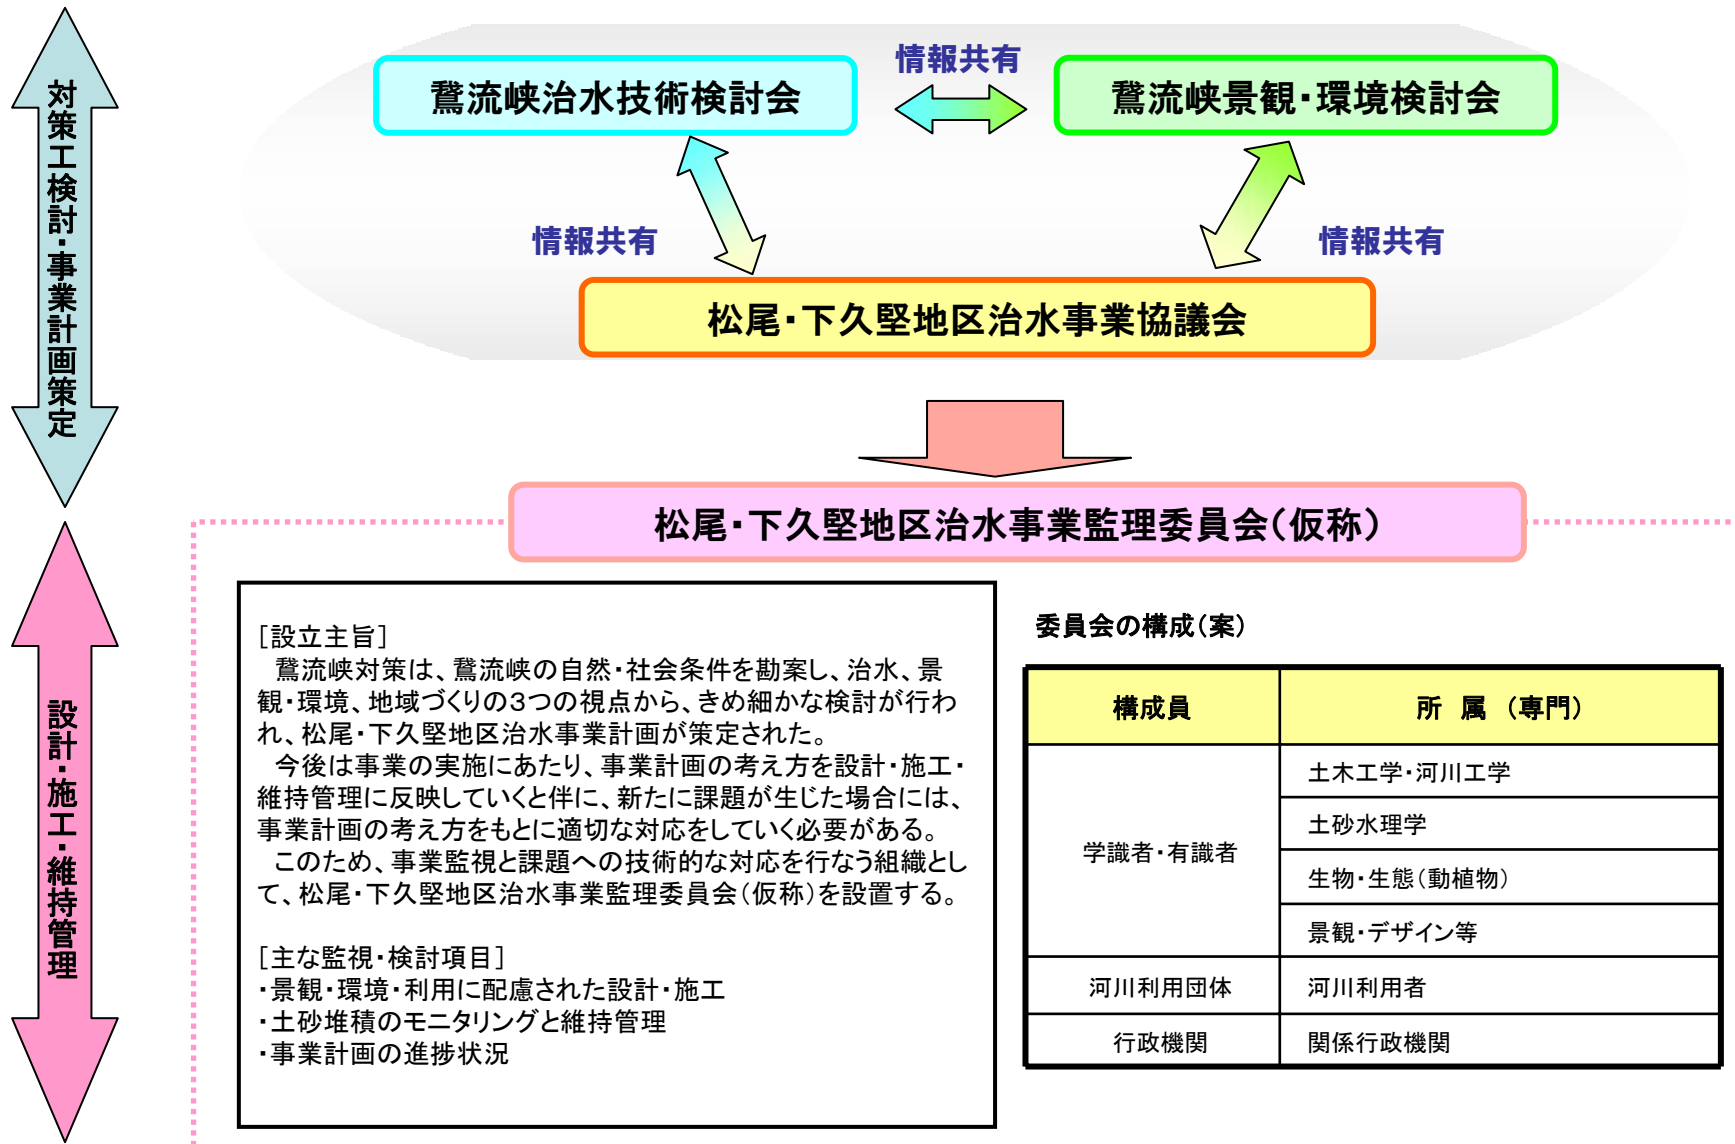 対策工検討・事業計画策定
情報共有
鵞流峡治水技術検討会
鵞流峡景観・環境検討会
情報共有
情報共有
松尾・下久堅地区治水事業協議会
松尾・下久堅地区治水事業監理委員会（仮称）
設計・施工・維持管理
［設立主旨］
鵞流峡対策は、鵞流峡の自然・社会条件を勘案し、治水、景
観・環境、地域づくりの３つの視点から、きめ細かな検討が行わ
れ、松尾・下久堅地区治水事業計画が策定された。
今後は事業の実施にあたり、事業計画の考え方を設計・施工・
維持管理に反映していくと伴に、新たに課題が生じた場合には、
事業計画の考え方をもとに適切な対応をしていく必要がある。
このため、事業監視と課題への技術的な対応を行なう組織とし
て、松尾・下久堅地区治水事業監理委員会（仮称）を設置する。
［主な監視・検討項目］
・景観・環境・利用に配慮された設計・施工
・土砂堆積のモニタリングと維持管理
・事業計画の進捗状況
委員会の構成（案）
構成員
所 属 （専門）
学識者・有識者
土木工学・河川工学
土砂水理学
生物・生態（動植物）
景観・デザイン等
河川利用団体
河川利用者
行政機関
関係行政機関